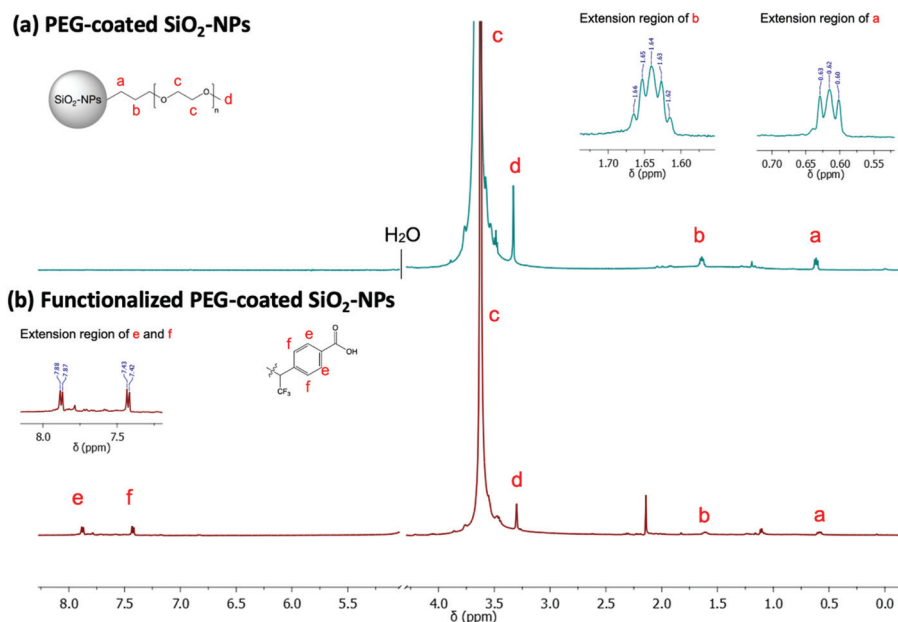 (a) PEG-coated SiO₂-NPs
SiO₂-NPs
a
b
c
c
O
O
n
d
c
d
H₂O
b
a
Extension region of b
1.66
1.65
1.64
1.63
1.62
1.70 1.65 1.60
δ (ppm)
Extension region of a
0.63
0.62
0.60
0.70 0.65 0.60 0.55
δ (ppm)
(b) Functionalized PEG-coated SiO₂-NPs
Extension region of e and f
7.88
7.87
7.43
7.42
8.0 7.5
δ (ppm)
f
e
O
OH
e
f
CF₃
c
e
f
d
b
a
8.0 7.5 7.0 6.5 6.0 5.5 5.0 4.0 3.5 3.0 2.5 2.0 1.5 1.0 0.5 0.0
δ (ppm)